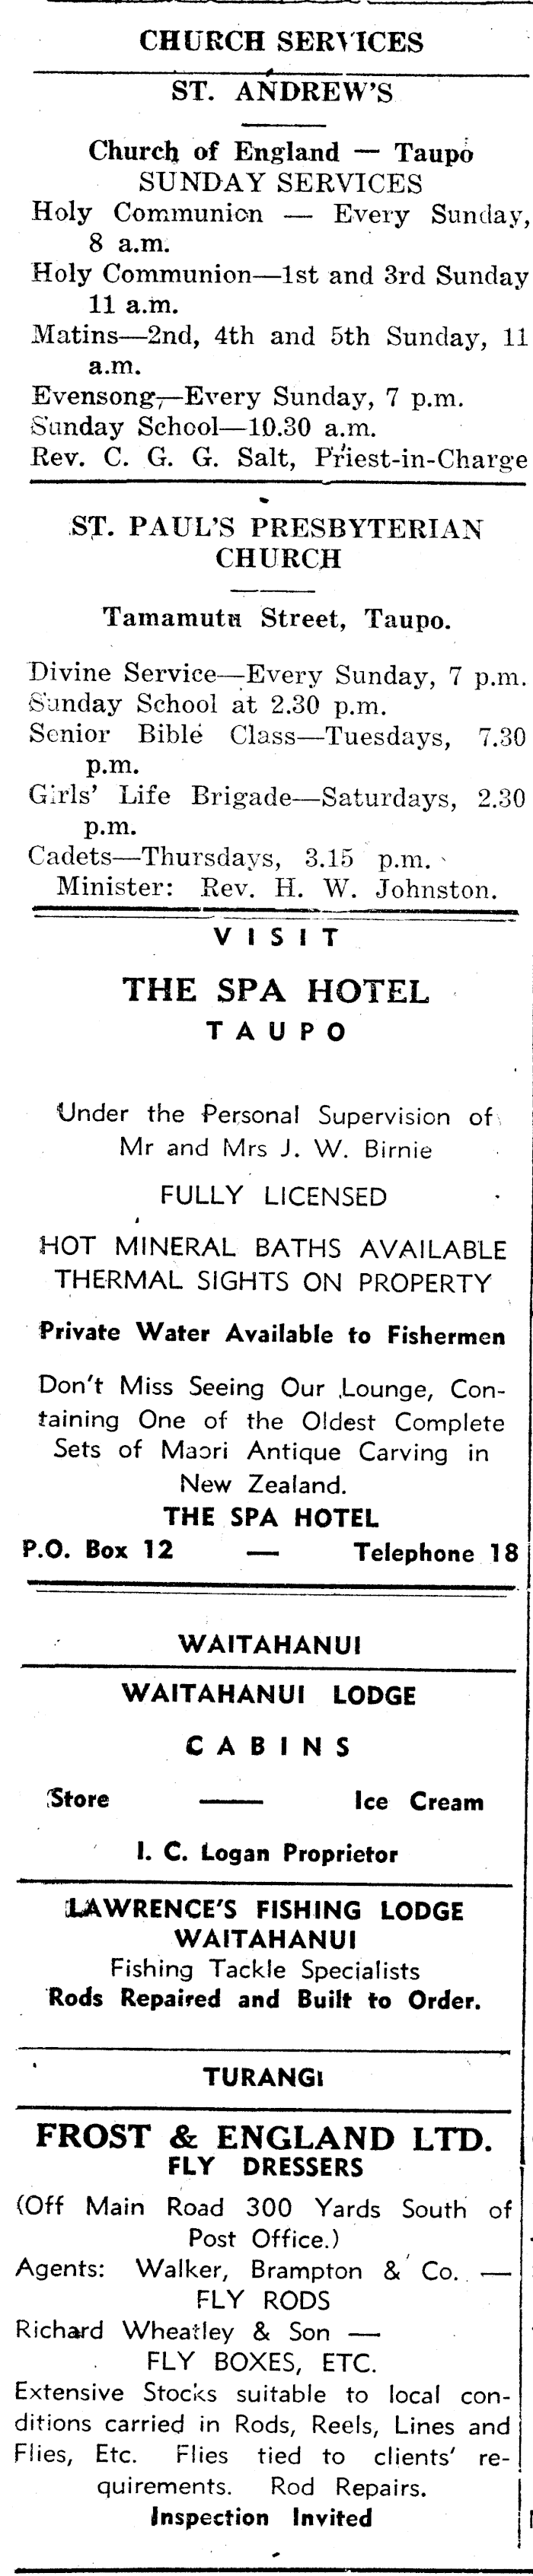 CHURCH SERVICES
ST. ANDREW'S
Church of England — Taupo
SUNDAY SERVICES
Holy Communion — Every Sunday,
8 a.m.
Holy Communion—1st and 3rd Sunday
11 a.m.
Matins—2nd, 4th and 5th Sunday, 11
a.m.
Evensong,—Every Sunday, 7 p.m.
Sunday School—10.30 a.m.
Rev. C. G. G. Salt, Priest-in-Charge
ST. PAUL'S PRESBYTERIAN
CHURCH
Tamamutu Street, Taupo.
Divine Service—Every Sunday, 7 p.m.
Sunday School at 2.30 p.m.
Senior Bible Class—Tuesdays, 7.30
p.m.
Girls' Life Brigade—Saturdays, 2.30
p.m.
Cadets—Thursdays, 3.15 p.m.
Minister: Rev. H. W. Johnston.
VISIT
THE SPA HOTEL
TAUPO
Under the Personal Supervision of
Mr and Mrs J. W. Birnie
FULLY LICENSED
HOT MINERAL BATHS AVAILABLE
THERMAL SIGHTS ON PROPERTY
Private Water Available to Fishermen
Don't Miss Seeing Our Lounge, Con-
taining One of the Oldest Complete
Sets of Maori Antique Carving in
New Zealand.
THE SPA HOTEL
P.O. Box 12 — Telephone 18
WAITAHANUI
WAITAHANUI LODGE
CABINS
Store — Ice Cream
I. C. Logan Proprietor
LAWRENCE'S FISHING LODGE
WAITAHANUI
Fishing Tackle Specialists
Rods Repaired and Built to Order.
TURANGI
FROST & ENGLAND LTD.
FLY DRESSERS
(Off Main Road 300 Yards South of
Post Office.)
Agents: Walker, Brampton & Co. —
FLY RODS
Richard Wheatley & Son —
FLY BOXES, ETC.
Extensive Stocks suitable to local con-
ditions carried in Rods, Reels, Lines and
Flies, Etc. Flies tied to clients' re-
quirements. Rod Repairs.
Inspection Invited